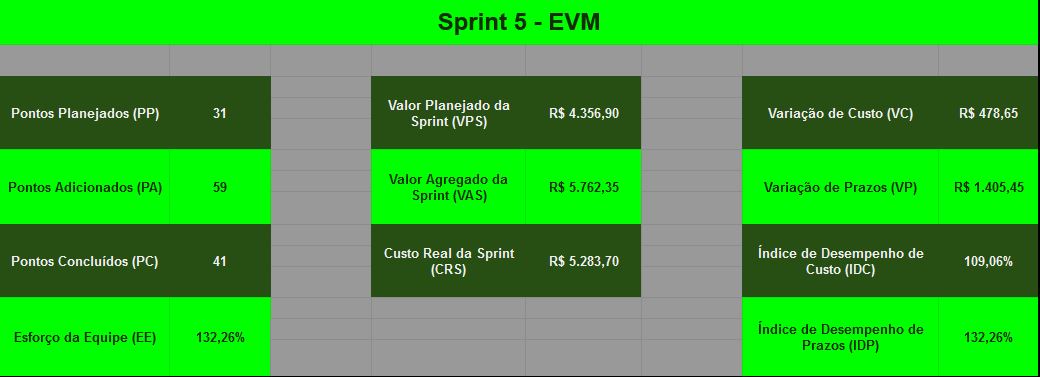 Sprint 5 - EVM
Pontos Planejados (PP)
31
Valor Planejado da
Sprint (VPS)
R$ 4.356,90
Variação de Custo (VC)
R$ 478,65
Pontos Adicionados (PA)
59
Valor Agregado da
Sprint (VAS)
R$ 5.762,35
Variação de Prazos (VP)
R$ 1.405,45
Pontos Concluídos (PC)
41
Custo Real da Sprint
(CRS)
R$ 5.283,70
Índice de Desempenho de
Custo (IDC)
109,06%
Esforço da Equipe (EE)
132,26%
Índice de Desempenho de
Prazos (IDP)
132,26%